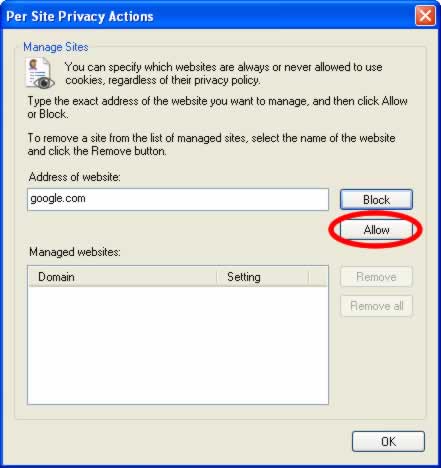 Per Site Privacy Actions
Manage Sites
You can specify which websites are always or never allowed to use
cookies, regardless of their privacy policy.
Type the exact address of the website you want to manage, and then click Allow
or Block.
To remove a site from the list of managed sites, select the name of the website
and click the Remove button.
Address of website:
google.com
Block
Allow
Managed websites:
Domain Setting
Remove
Remove all
OK